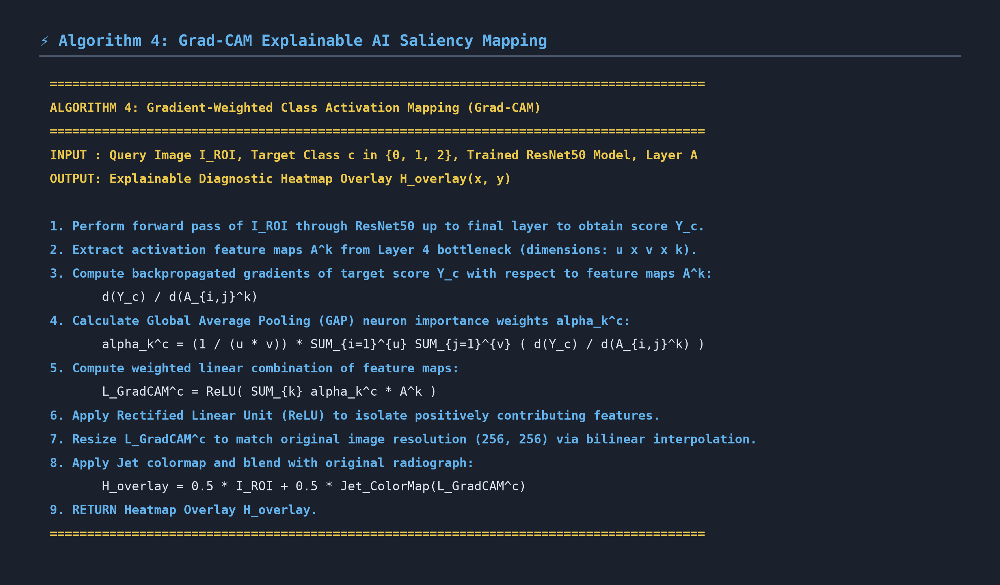 ⚡ Algorithm 4: Grad-CAM Explainable AI Saliency Mapping
========================================================================================
ALGORITHM 4: Gradient-Weighted Class Activation Mapping (Grad-CAM)
========================================================================================
INPUT : Query Image I_ROI, Target Class c in {0, 1, 2}, Trained ResNet50 Model, Layer A
OUTPUT: Explainable Diagnostic Heatmap Overlay H_overlay(x, y)
1. Perform forward pass of I_ROI through ResNet50 up to final layer to obtain score Y_c.
2. Extract activation feature maps A^k from Layer 4 bottleneck (dimensions: u x v x k).
3. Compute backpropagated gradients of target score Y_c with respect to feature maps A^k:
d(Y_c) / d(A_{i,j}^k)
4. Calculate Global Average Pooling (GAP) neuron importance weights alpha_k^c:
alpha_k^c = (1 / (u * v)) * SUM_{i=1}^{u} SUM_{j=1}^{v} ( d(Y_c) / d(A_{i,j}^k) )
5. Compute weighted linear combination of feature maps:
L_GradCAM^c = ReLU( SUM_{k} alpha_k^c * A^k )
6. Apply Rectified Linear Unit (ReLU) to isolate positively contributing features.
7. Resize L_GradCAM^c to match original image resolution (256, 256) via bilinear interpolation.
8. Apply Jet colormap and blend with original radiograph:
H_overlay = 0.5 * I_ROI + 0.5 * Jet_ColorMap(L_GradCAM^c)
9. RETURN Heatmap Overlay H_overlay.
========================================================================================